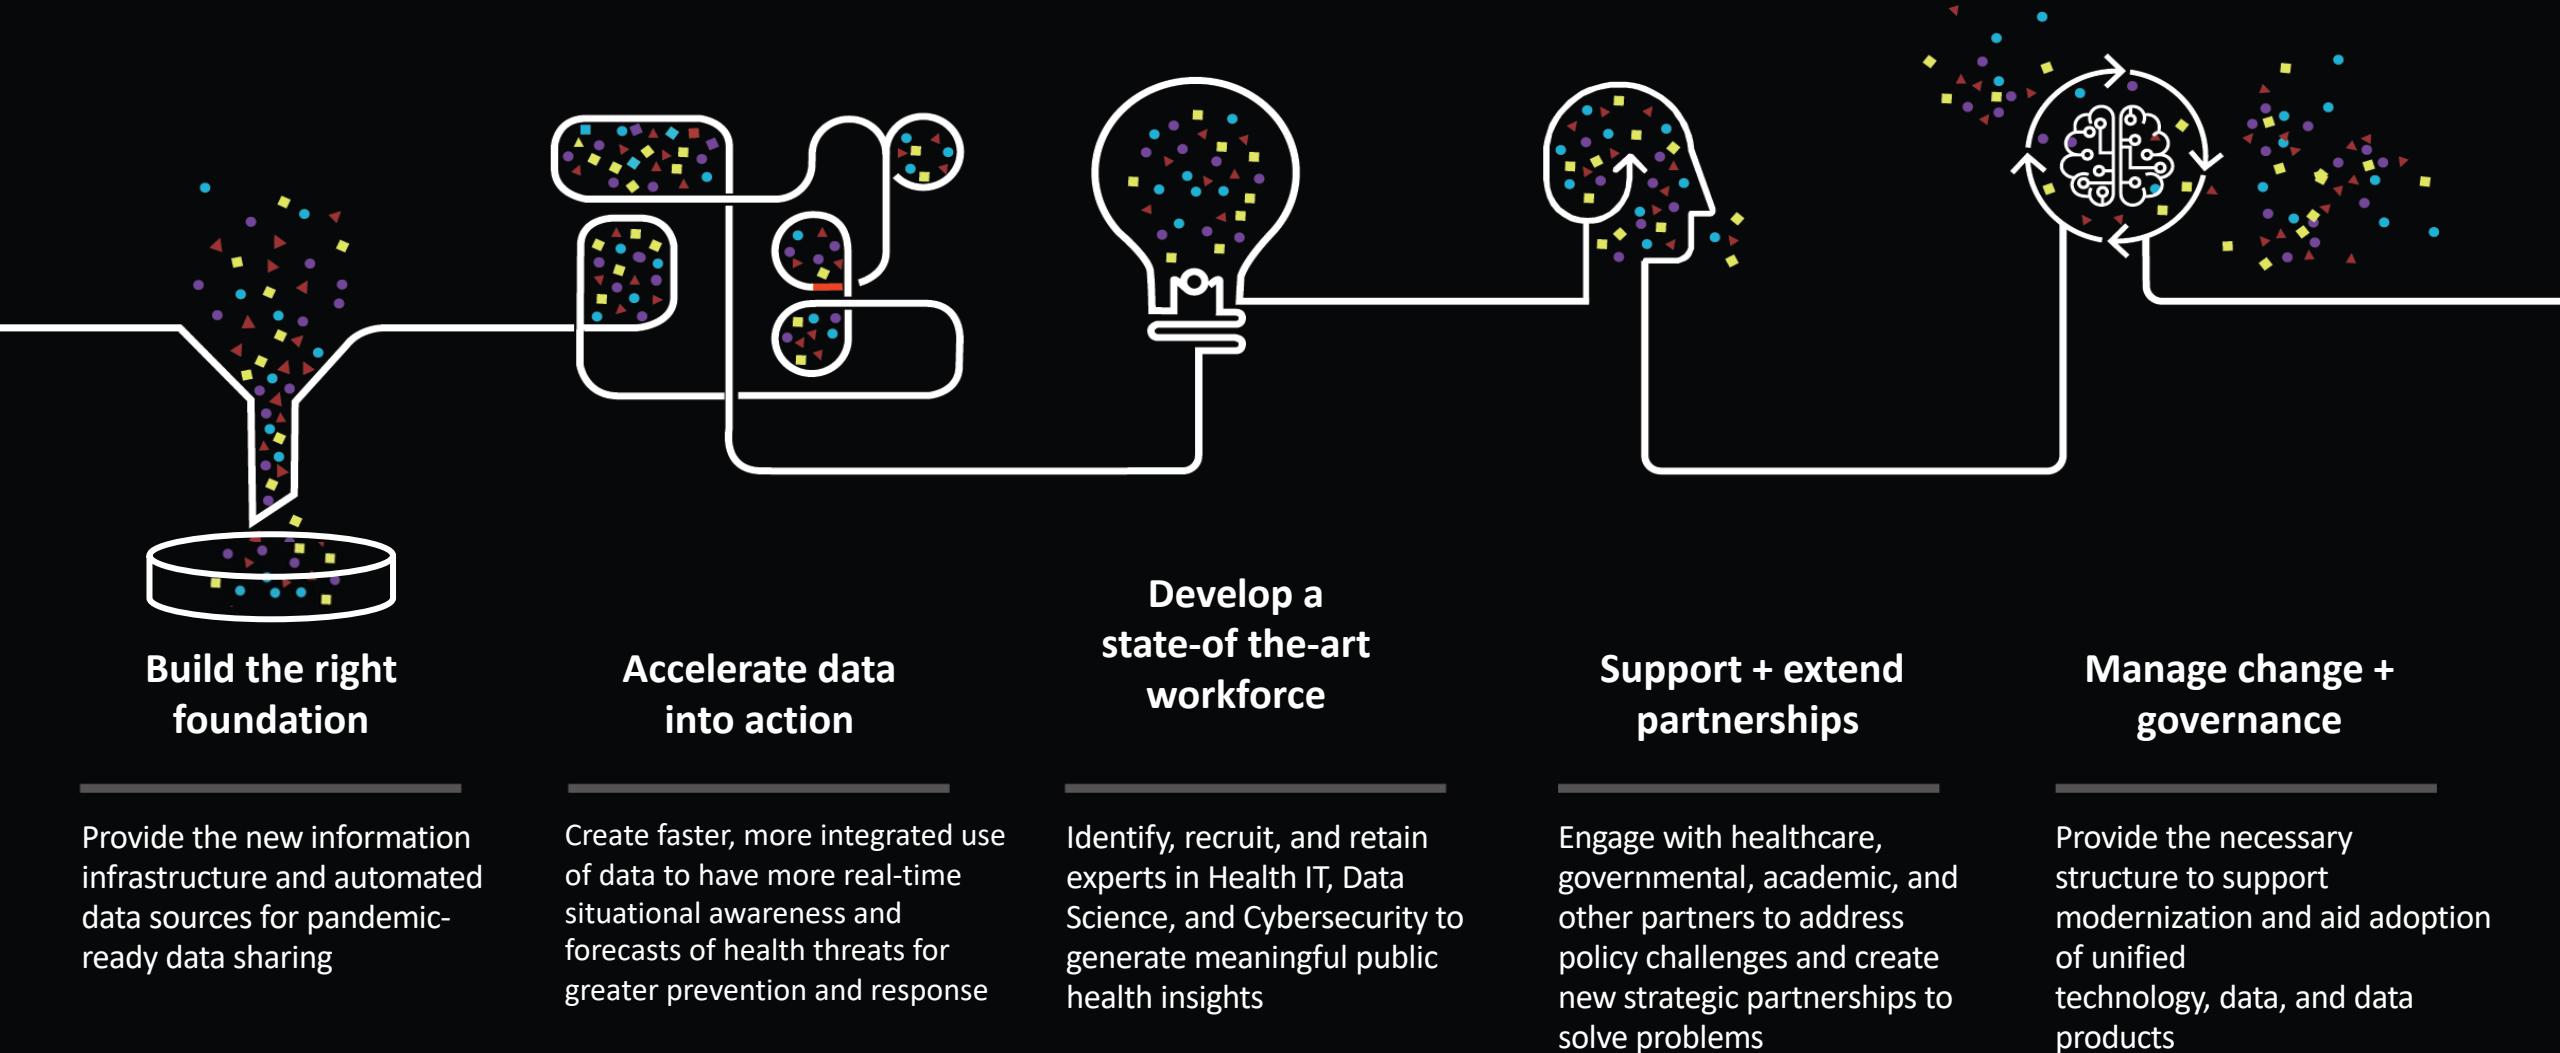 Build the right
foundation
Provide the new information
infrastructure and automated
data sources for pandemic-
ready data sharing
Accelerate data
into action
Create faster, more integrated use
of data to have more real-time
situational awareness and
forecasts of health threats for
greater prevention and response
Develop a
state-of the-art
workforce
Identify, recruit, and retain
experts in Health IT, Data
Science, and Cybersecurity to
generate meaningful public
health insights
Support + extend
partnerships
Engage with healthcare,
governmental, academic, and
other partners to address
policy challenges and create
new strategic partnerships to
solve problems
Manage change +
governance
Provide the necessary
structure to support
modernization and aid adoption
of unified
technology, data, and data
products